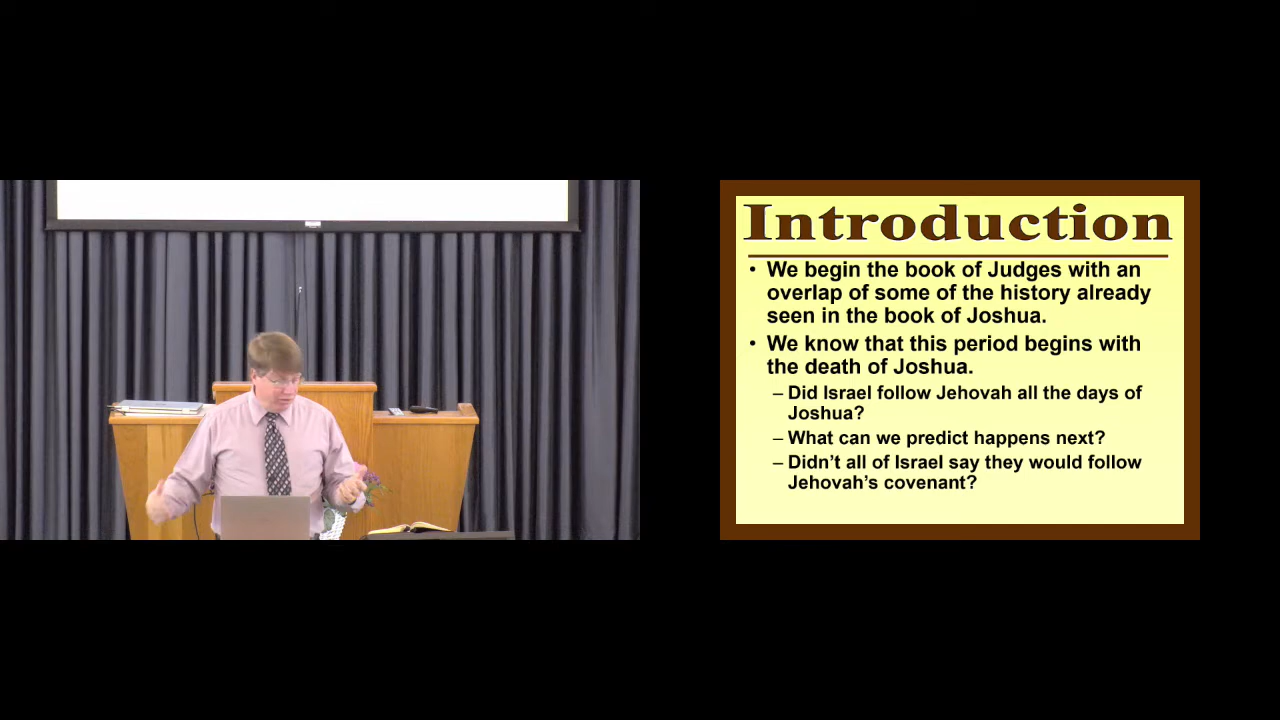 Introduction
• We begin the book of Judges with an
overlap of some of the history already
seen in the book of Joshua.
• We know that this period begins with
the death of Joshua.
– Did Israel follow Jehovah all the days of
Joshua?
– What can we predict happens next?
– Didn’t all of Israel say they would follow
Jehovah’s covenant?